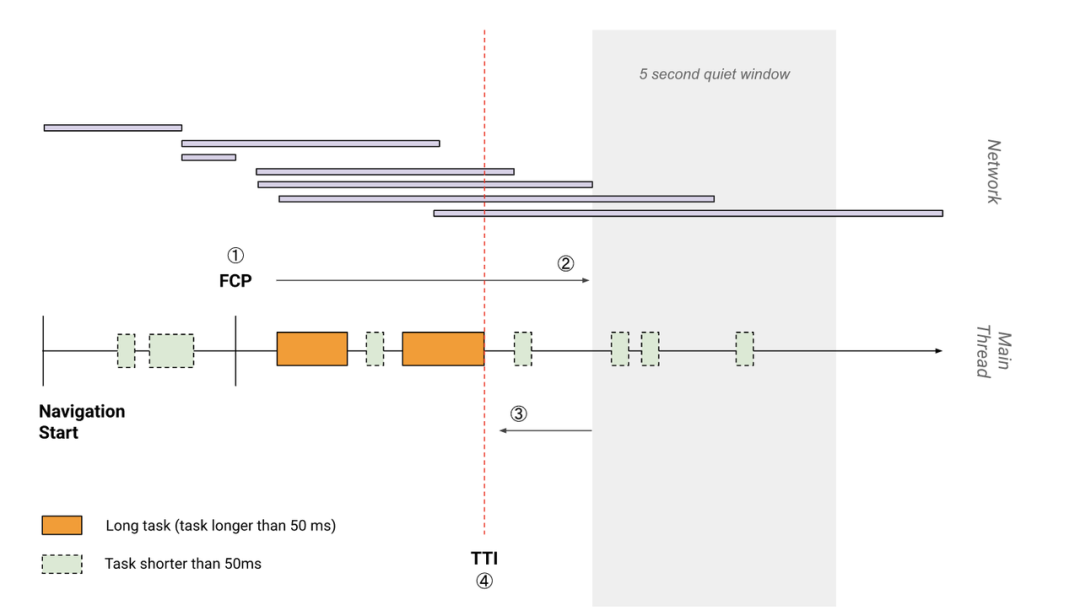 5 second quiet window
Network
①
FCP
②
Main
Thread
③
Navigation
Start
Long task (task longer than 50 ms)
Task shorter than 50ms
TTI
④